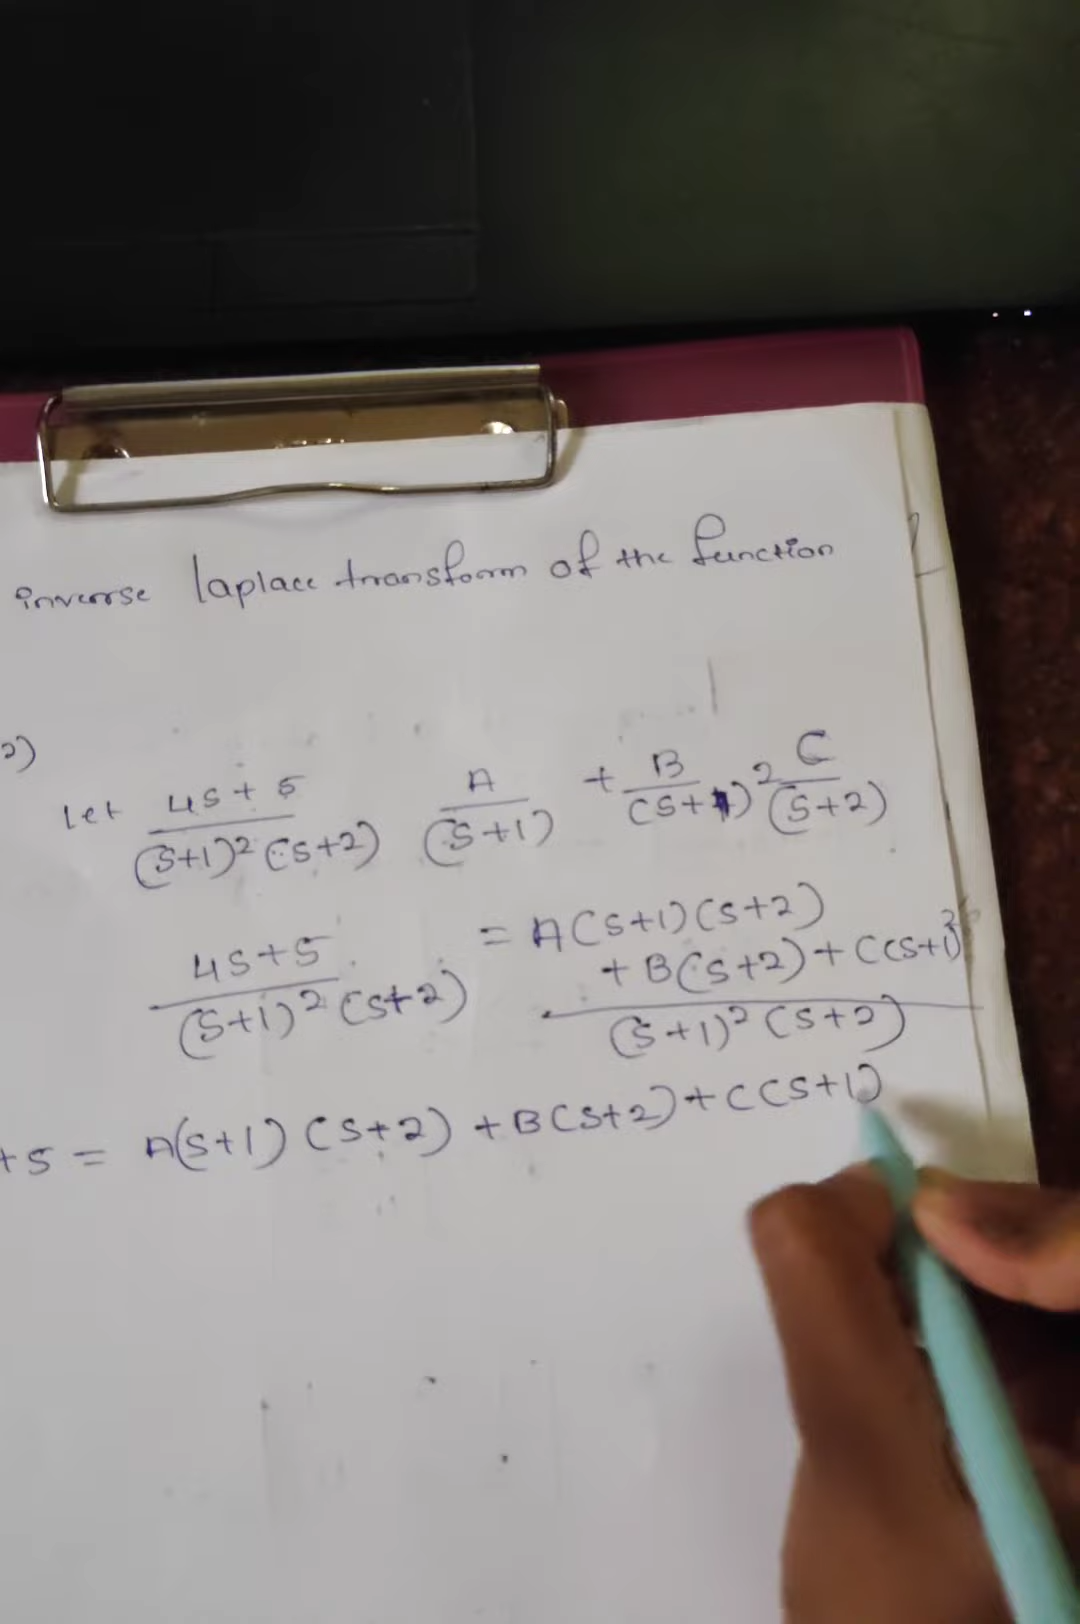 inverse laplace transform of the function
2)
Let 4s+5 / (s+1)² (s+2) A / (s+1) + B / (s+1)² C / (s+2)
4s+5 / (s+1)² (s+2) = A(s+1)(s+2) + B(s+2) + C(s+1)² / (s+1)² (s+2)
+5 = A(s+1) (s+2) + B(s+2) + C(s+1)